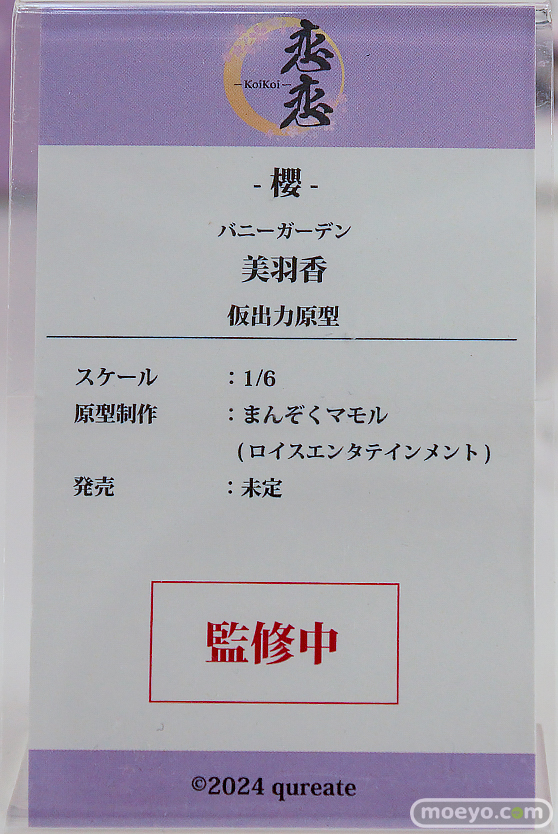 恋恋
KoiKoi
- 櫻 -
バニーガーデン
美羽香
仮出力原型
スケール ：1/6
原型制作 ：まんぞくマモル
(ロイスエンタテインメント)
発売 ：未定
監修中
©2024 qureate
moeyo.com